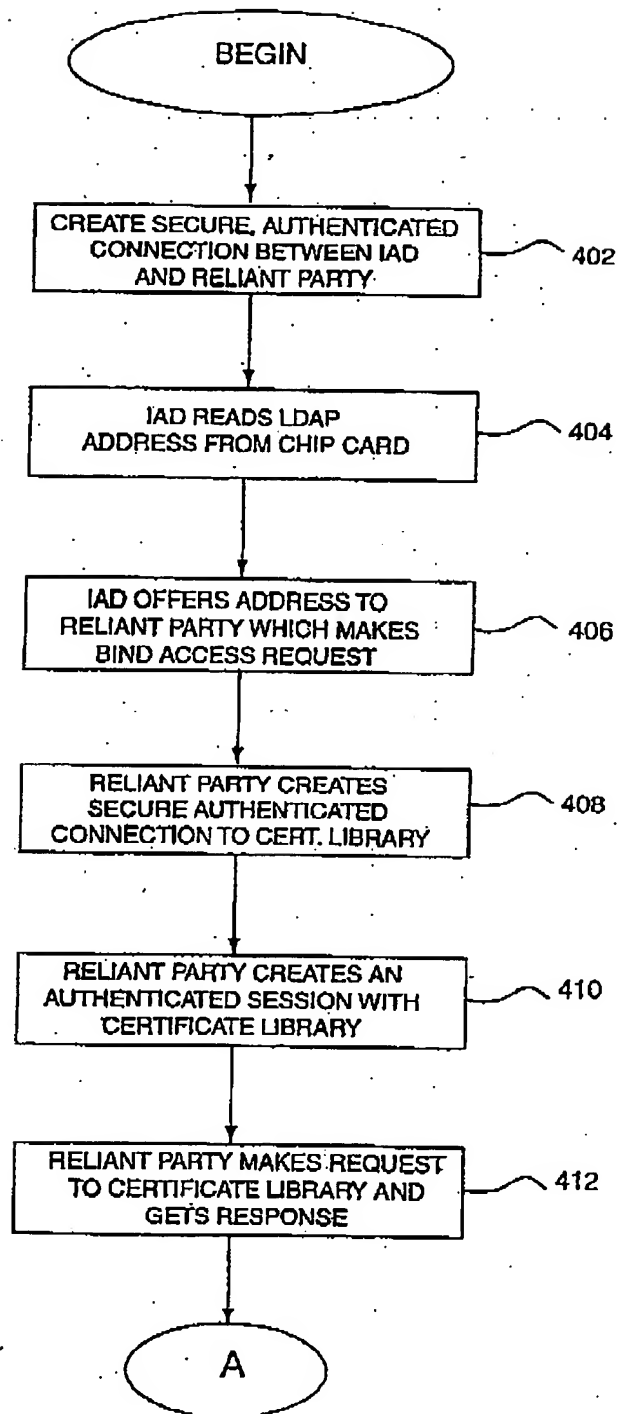 BEGIN
CREATE SECURE, AUTHENTICATED
CONNECTION BETWEEN IAD
AND RELIANT PARTY
402
IAD READS LDAP
ADDRESS FROM CHIP CARD
404
IAD OFFERS ADDRESS TO
RELIANT PARTY WHICH MAKES
BIND ACCESS REQUEST
406
RELIANT PARTY CREATES
SECURE AUTHENTICATED
CONNECTION TO CERT. LIBRARY
408
RELIANT PARTY CREATES AN
AUTHENTICATED SESSION WITH
CERTIFICATE LIBRARY
410
RELIANT PARTY MAKES REQUEST
TO CERTIFICATE LIBRARY AND
GETS RESPONSE
412
A